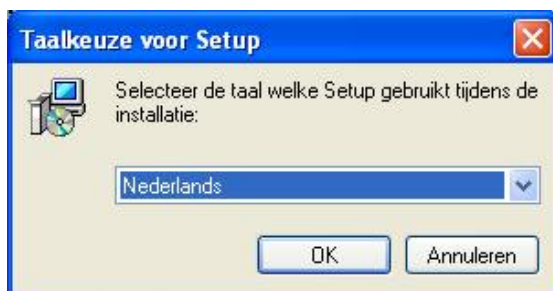 Taalkeuze voor Setup
Selecteer de taal welke Setup gebruikt tijdens de
installatie:
Nederlands
OK
Annuleren